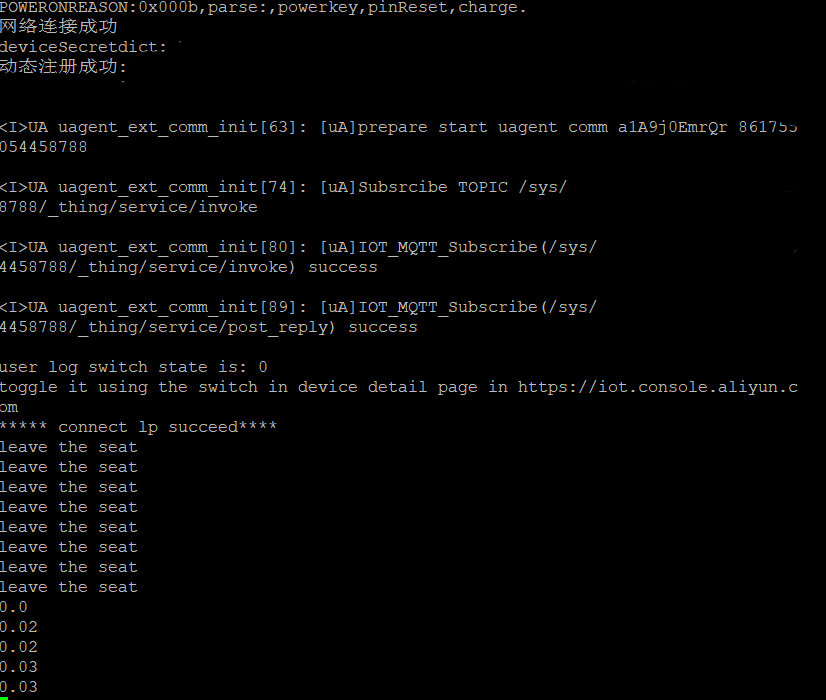 POWERONREASON:0x000b,parse:,powerkey,pinReset,charge.
网络连接成功
deviceSecretdict:
动态注册成功:
<I>UA uagent_ext_comm_init[63]: [uA]prepare start uagent comm a1A9j0EmrQr 861755
054458788
<I>UA uagent_ext_comm_init[74]: [uA]Subsrcibe TOPIC /sys/
8788/_thing/service/invoke
<I>UA uagent_ext_comm_init[80]: [uA]IOT_MQTT_Subscribe(/sys/
4458788/_thing/service/invoke) success
<I>UA uagent_ext_comm_init[89]: [uA]IOT_MQTT_Subscribe(/sys/
4458788/_thing/service/post_reply) success
user log switch state is: 0
toggle it using the switch in device detail page in https://iot.console.aliyun.c
om
***** connect lp succeed****
leave the seat
leave the seat
leave the seat
leave the seat
leave the seat
leave the seat
leave the seat
leave the seat
0.0
0.02
0.02
0.03
0.03